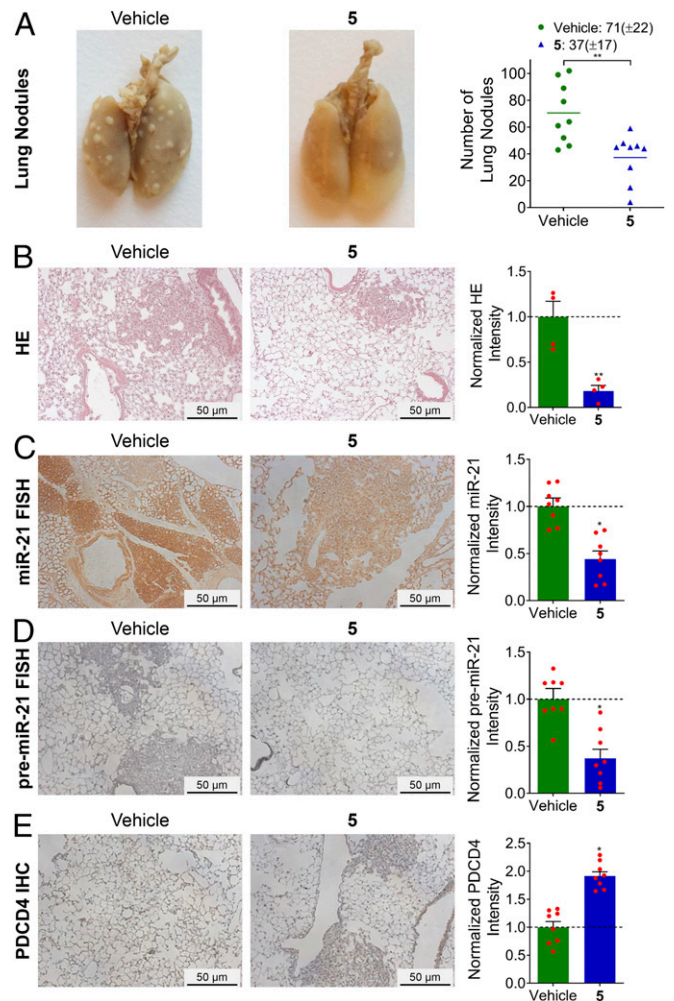 A
Lung Nodules
Vehicle
5
Vehicle: 71(±22)
5: 37(±17)
**
Number of
Lung Nodules
100
80
60
40
20
0
Vehicle
5
B
HE
Vehicle
5
50 µm
50 µm
Normalized HE
Intensity
1.5
1.0
0.5
0.0
**
Vehicle
5
C
miR-21 FISH
Vehicle
5
50 µm
50 µm
Normalized miR-21
Intensity
1.5
1.0
0.5
0.0
*
Vehicle
5
D
pre-miR-21 FISH
Vehicle
5
50 µm
50 µm
Normalized pre-miR-21
Intensity
1.5
1.0
0.5
0.0
*
Vehicle
5
E
PDCD4 IHC
Vehicle
5
50 µm
50 µm
Normalized PDCD4
Intensity
2.5
2.0
1.5
1.0
0.5
0.0
*
Vehicle
5